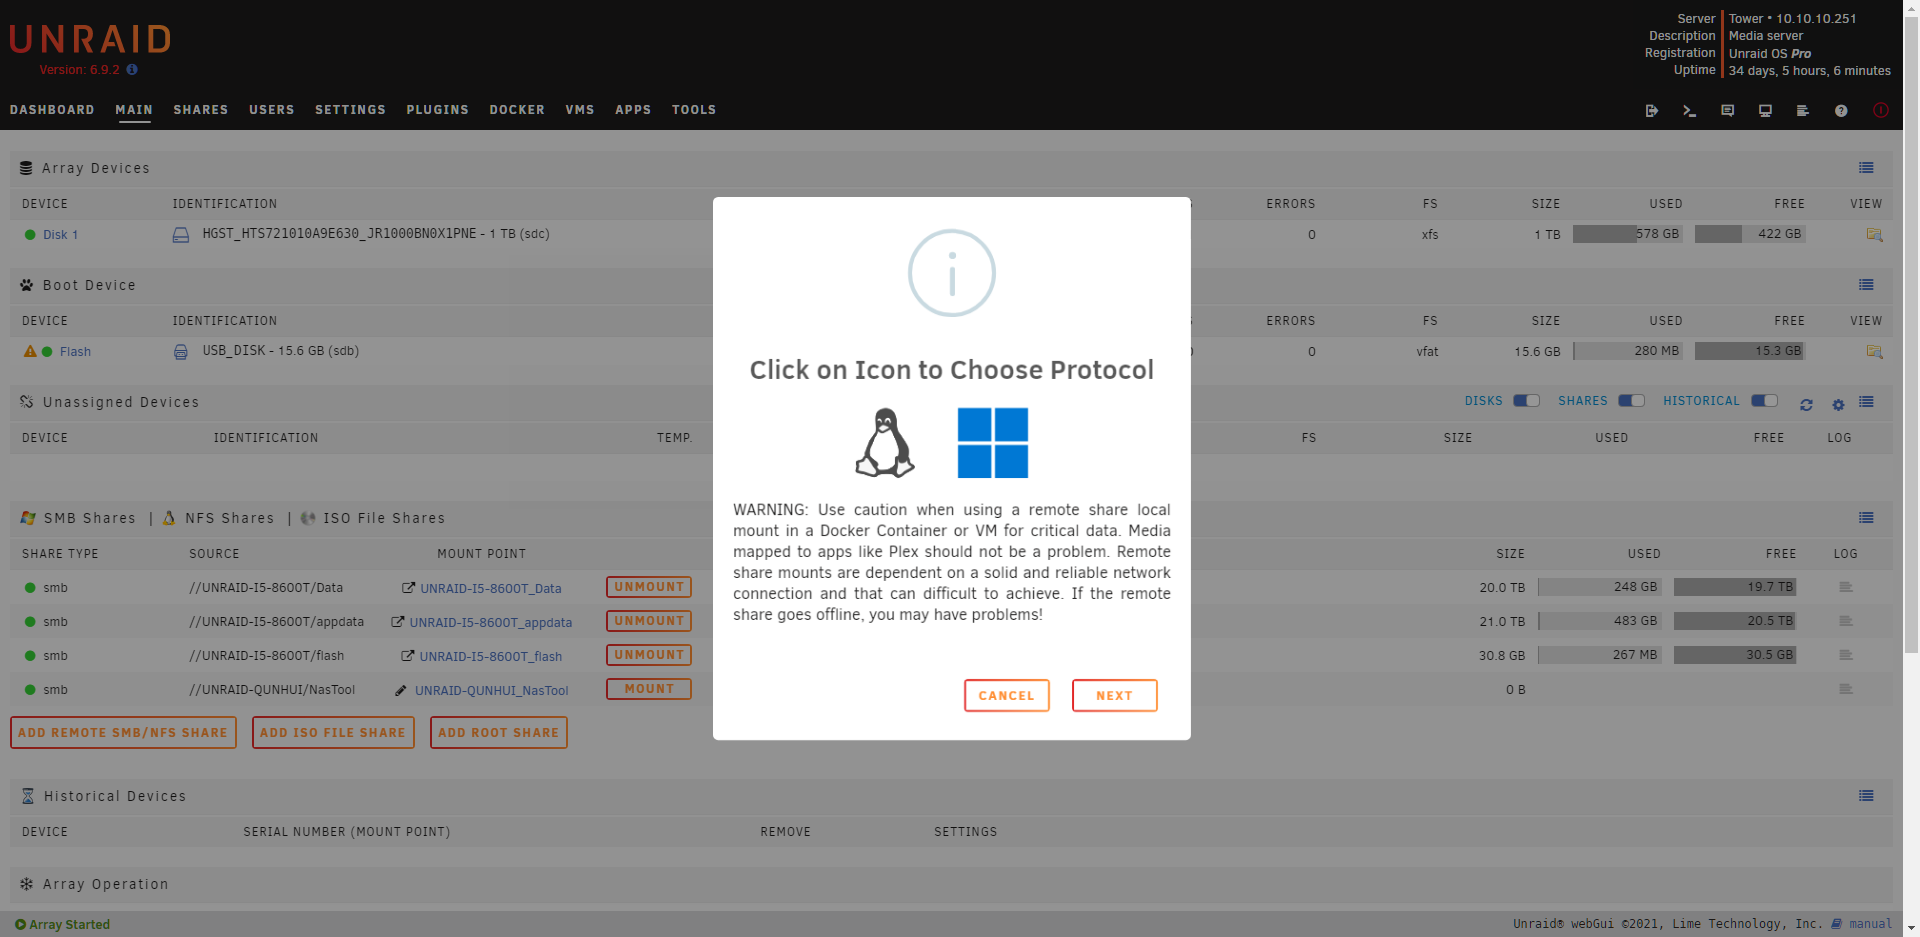 UNRAID
Version: 6.9.2
Server Tower • 10.10.10.251
Description Media server
Registration Unraid OS Pro
Uptime 34 days, 5 hours, 6 minutes
DASHBOARD MAIN SHARES USERS SETTINGS PLUGINS DOCKER VMS APPS TOOLS
Array Devices
DEVICE IDENTIFICATION ERRORS FS SIZE USED FREE VIEW
Disk 1 HGST_HTS721010A9E630_JR1000BN0X1PNE - 1 TB (sdc) 0 xfs 1 TB 578 GB 422 GB
Boot Device
DEVICE IDENTIFICATION ERRORS FS SIZE USED FREE VIEW
Flash USB_DISK - 15.6 GB (sdb) 0 vfat 15.6 GB 280 MB 15.3 GB
Unassigned Devices DISKS SHARES HISTORICAL
DEVICE IDENTIFICATION TEMP. FS SIZE USED FREE LOG
SMB Shares | NFS Shares | ISO File Shares
SHARE TYPE SOURCE MOUNT POINT SIZE USED FREE LOG
smb //UNRAID-I5-8600T/Data UNRAID-I5-8600T_Data UNMOUNT 20.0 TB 248 GB 19.7 TB
smb //UNRAID-I5-8600T/appdata UNRAID-I5-8600T_appdata UNMOUNT 21.0 TB 483 GB 20.5 TB
smb //UNRAID-I5-8600T/flash UNRAID-I5-8600T_flash UNMOUNT 30.8 GB 267 MB 30.5 GB
smb //UNRAID-QUNHUI/NasTool UNRAID-QUNHUI_NasTool MOUNT 0 B
ADD REMOTE SMB/NFS SHARE ADD ISO FILE SHARE ADD ROOT SHARE
Historical Devices
DEVICE SERIAL NUMBER (MOUNT POINT) REMOVE SETTINGS
Array Operation
Array Started
Unraid® webGui ©2021, Lime Technology, Inc. manual
Click on Icon to Choose Protocol
WARNING: Use caution when using a remote share local
mount in a Docker Container or VM for critical data. Media
mapped to apps like Plex should not be a problem. Remote
share mounts are dependent on a solid and reliable network
connection and that can difficult to achieve. If the remote
share goes offline, you may have problems!
CANCEL NEXT